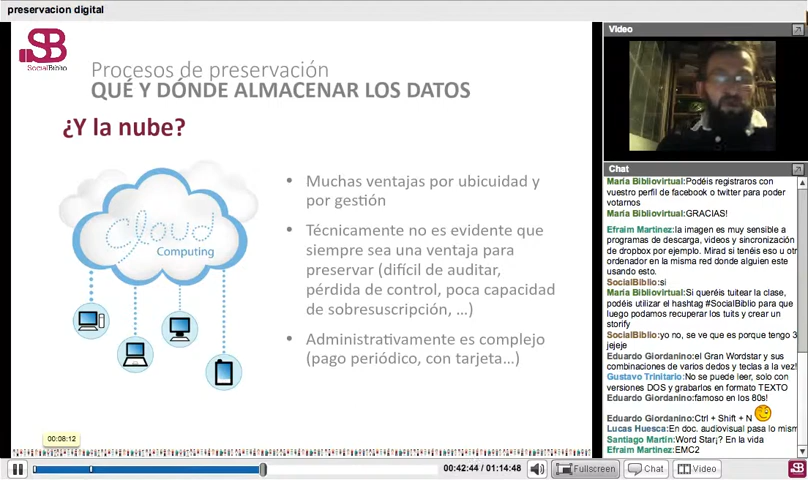 preservacion digital
SB
SocialBiblio
Procesos de preservación
QUÉ Y DÓNDE ALMACENAR LOS DATOS
¿Y la nube?
Cloud
Computing
• Muchas ventajas por ubicuidad y
por gestión
• Técnicamente no es evidente que
siempre sea una ventaja para
preservar (difícil de auditar,
pérdida de control, poca capacidad
de sobresuscripción, …)
• Administrativamente es complejo
(pago periódico, con tarjeta…)
Video
Chat
Maria Bibliovirtual:Podéis registraros con
vuestro perfil de facebook o twitter para poder
votarnos
Maria Bibliovirtual:GRACIAS!
Efraim Martinez:la imagen es muy sensible a
programas de descarga, videos y sincronización
de dropbox por ejemplo. Mirad si tenéis eso u otr
ordenador en la misma red donde alguien este
usando esto.
SocialBiblio:si
Maria Bibliovirtual:Si queréis tuitear la clase,
podéis utilizar el hashtag #SocialBiblio para que
luego podamos recuperar los tuits y crear un
storify
SocialBiblio:yo no, se ve que es porque tengo 3
jejeje
Eduardo Giordanino:el Gran Wordstar y sus
combinaciones de varios dedos y teclas a la vez!
Gustavo Trinitario:No se puede leer, solo con
versiones DOS y grabarlos en formato TEXTO
Eduardo Giordanino:famoso en los 80s!
Eduardo Giordanino:Ctrl + Shift + N
Lucas Huesca:En doc. audiovisual pasa lo mism
Santiago Martín:Word Star¡? En la vida
Efraim Martinez:EMC2
00:08:12
00:42:44 / 01:14:48
Fullscreen
Chat
Video
SB